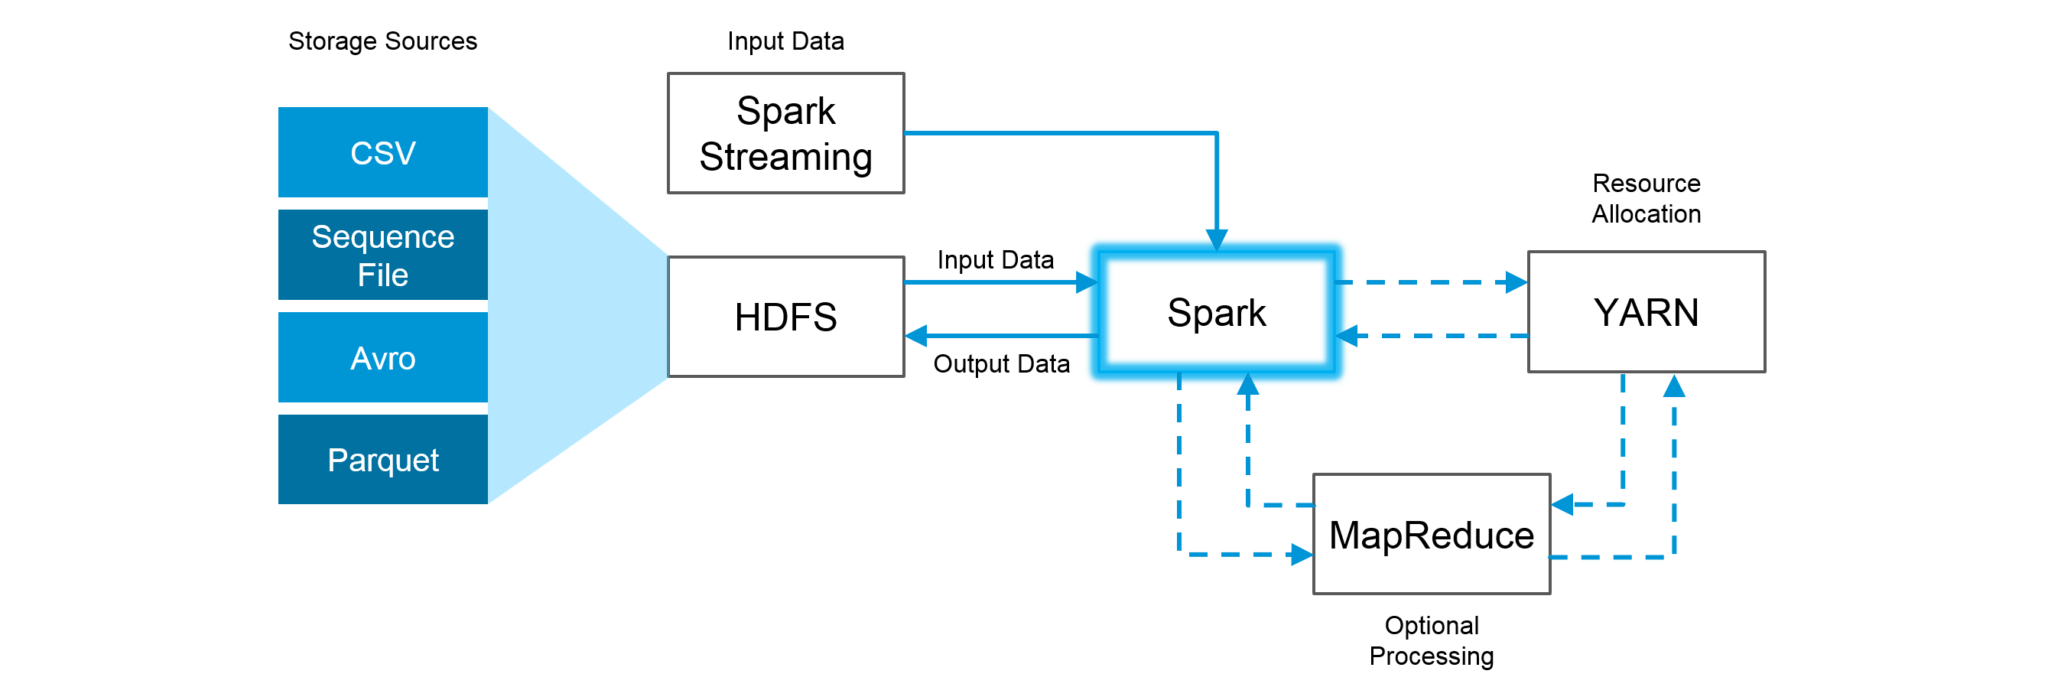 Storage Sources
CSV
Sequence
File
Avro
Parquet
Input Data
Spark
Streaming
HDFS
Input Data
Output Data
Spark
Resource
Allocation
YARN
MapReduce
Optional
Processing